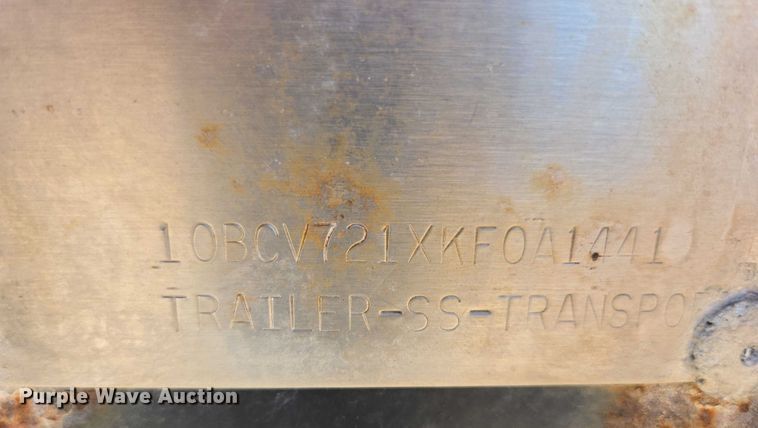 10BCV721XKF0A1441
TRAILER-SS-TRANSPO
Purple Wave Auction